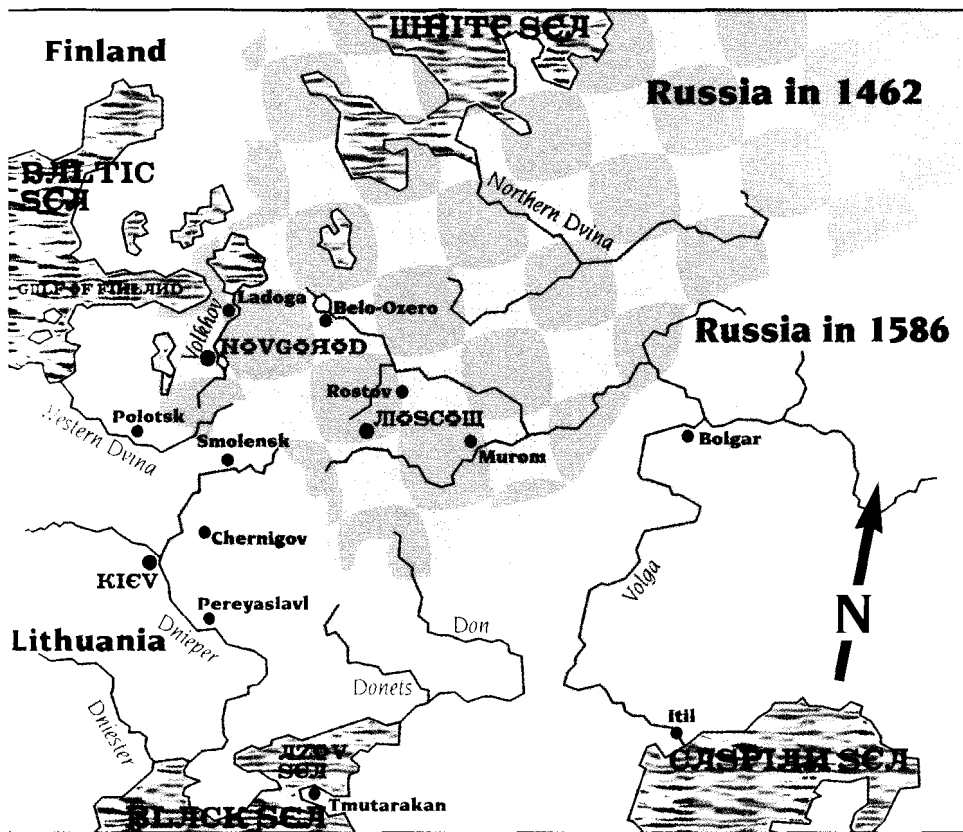 WHITE SEA
Finland
Russia in 1462
BALTIC
SEA
Northern Dvina
GULF OF FINLAND
Ladoga
Belo-Ozero
Volkhov
NOVGOROD
Russia in 1586
Rostov
MOSCOW
Polotsk
Western Dvina
Smolensk
Murom
Bolgar
Chernigov
KIEV
Volga
Pereyaslavl
Dnieper
Don
N
Lithuania
Donets
Dniester
Itil
AZOV
SEA
CASPIAN SEA
Tmutarakan
BLACK SEA